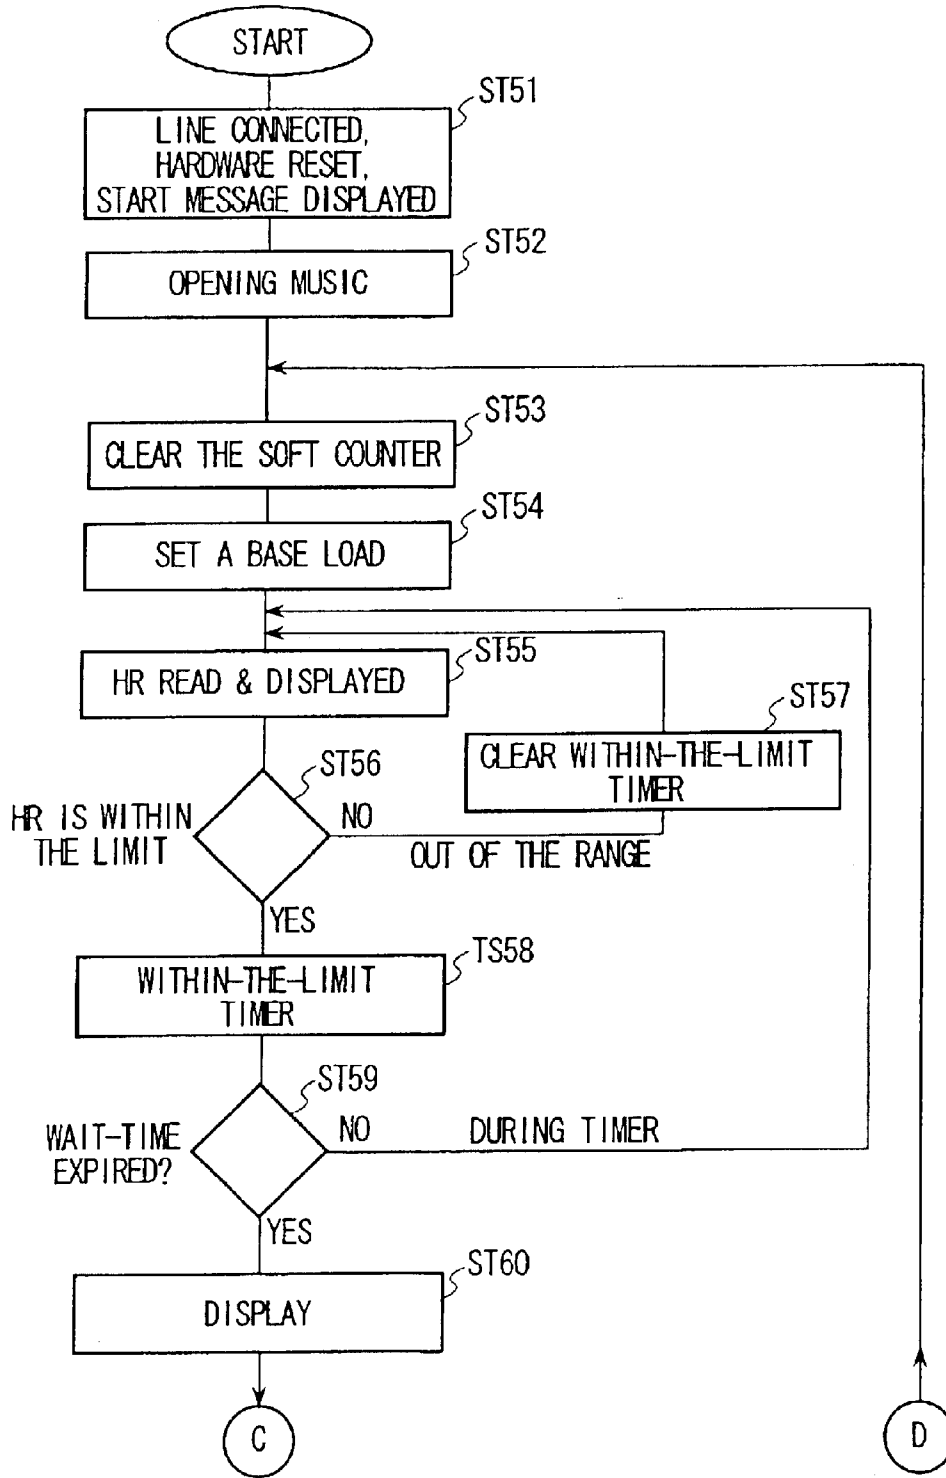 START
ST51
LINE CONNECTED,
HARDWARE RESET,
START MESSAGE DISPLAYED
ST52
OPENING MUSIC
ST53
CLEAR THE SOFT COUNTER
ST54
SET A BASE LOAD
ST55
HR READ & DISPLAYED
ST57
CLEAR WITHIN-THE-LIMIT
TIMER
ST56
HR IS WITHIN
THE LIMIT
NO
OUT OF THE RANGE
YES
TS58
WITHIN-THE-LIMIT
TIMER
ST59
WAIT-TIME
EXPIRED?
NO
DURING TIMER
YES
ST60
DISPLAY
C
D